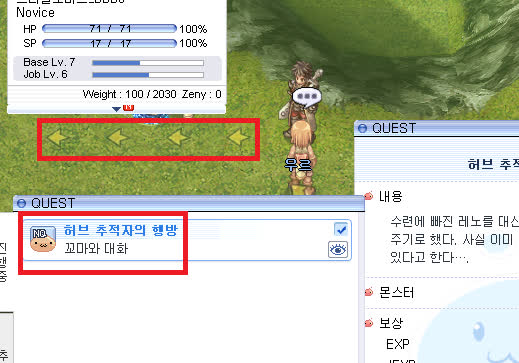 Novice
HP 71 / 71 100%
SP 17 / 17 100%
Base Lv. 7
Job Lv. 6
Weight : 100 / 2030 Zeny : 0
우르
QUEST
허브 추적자의 행방
꼬마와 대화
QUEST
허브 추적
내용
수련에 빠진 레노를 대신
주기로 했다. 사실 이미
있다고 한다….
몬스터
보상
EXP